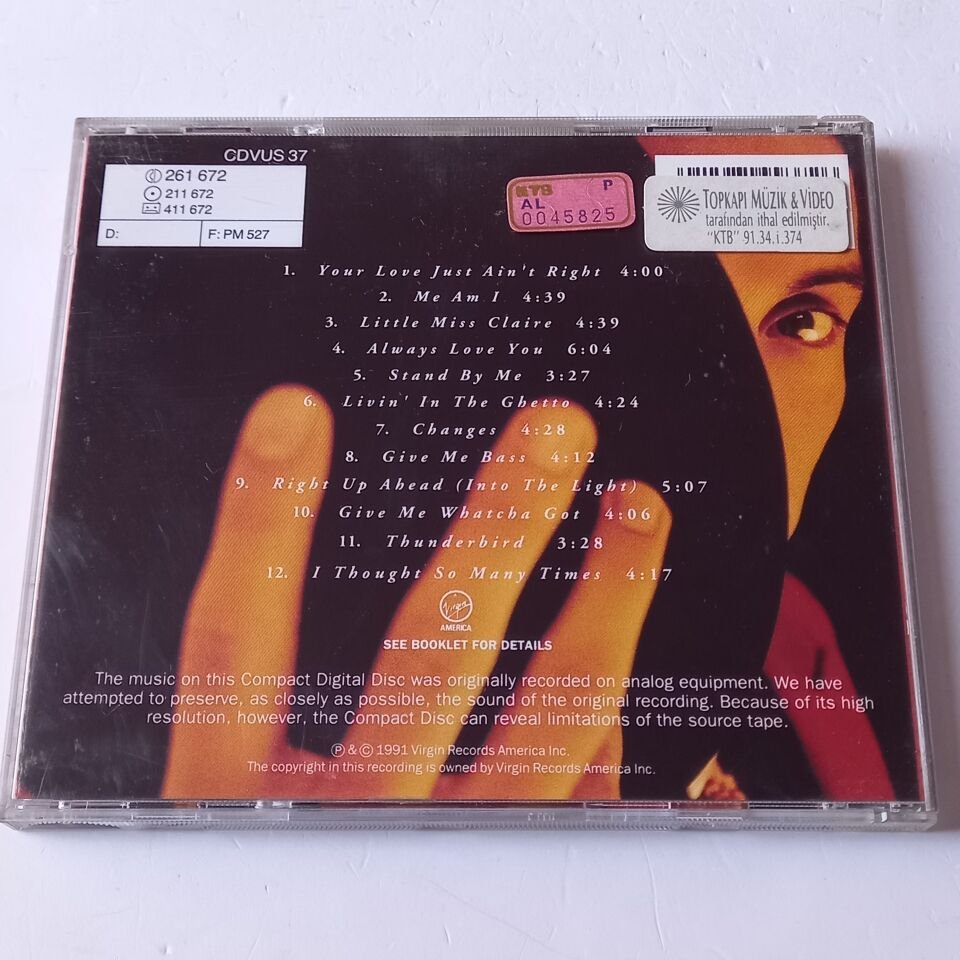 CDVUS 37
261 672
211 672
411 672
D:
F: PM 527
KTB P
AL
0045825
TOPKAPI MÜZİK & VİDEO
tarafından ithal edilmiştir.
"KTB" 91.34.i.374
1. Your Love Just Ain't Right 4:00
2. Me Am I 4:39
3. Little Miss Claire 4:39
4. Always Love You 6:04
5. Stand By Me 3:27
6. Livin' In The Ghetto 4:24
7. Changes 4:28
8. Give Me Bass 4:12
9. Right Up Ahead (Into The Light) 5:07
10. Give Me Whatcha Got 4:06
11. Thunderbird 3:28
12. I Thought So Many Times 4:17
Virgin
AMERICA
SEE BOOKLET FOR DETAILS
The music on this Compact Digital Disc was originally recorded on analog equipment. We have
attempted to preserve, as closely as possible, the sound of the original recording. Because of its high
resolution, however, the Compact Disc can reveal limitations of the source tape.
℗ & © 1991 Virgin Records America Inc.
The copyright in this recording is owned by Virgin Records America Inc.